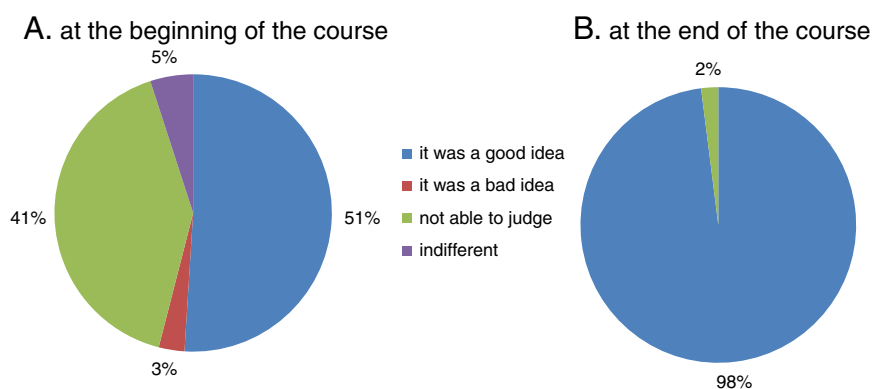 A. at the beginning of the course
5%
41%
51%
3%
it was a good idea
it was a bad idea
not able to judge
indifferent
B. at the end of the course
2%
98%